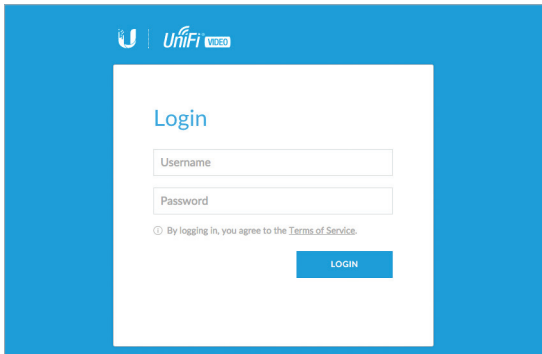 UniFi VIDEO
Login
Username
Password
By logging in, you agree to the Terms of Service.
LOGIN